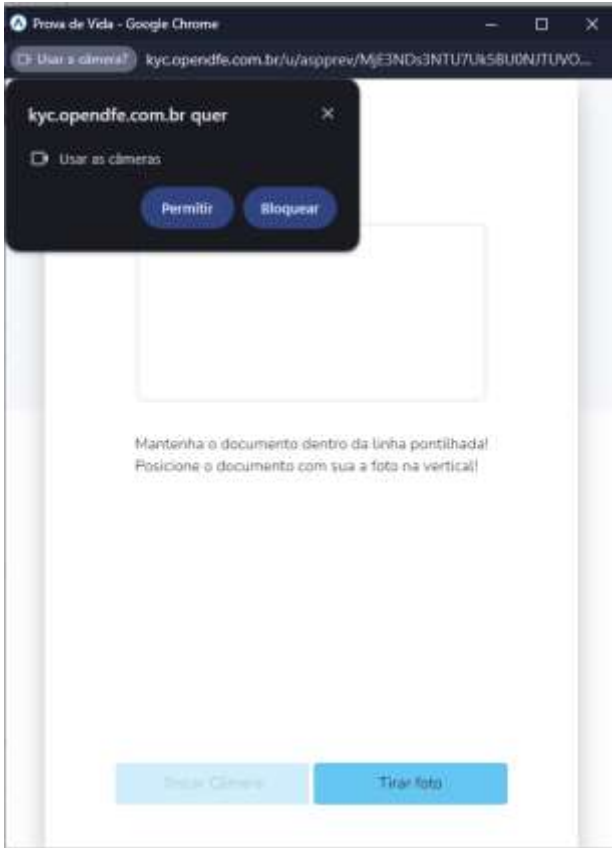 Prova de Vida - Google Chrome
Usar a câmera?
kyc.opendfe.com.br/u/aspprev/
kyc.opendfe.com.br quer
Usar as câmeras
Permitir
Bloquear
Mantenha o documento dentro da linha pontilhada!
Posicione o documento com sua a foto na vertical!
Trocar Câmera
Tirar foto